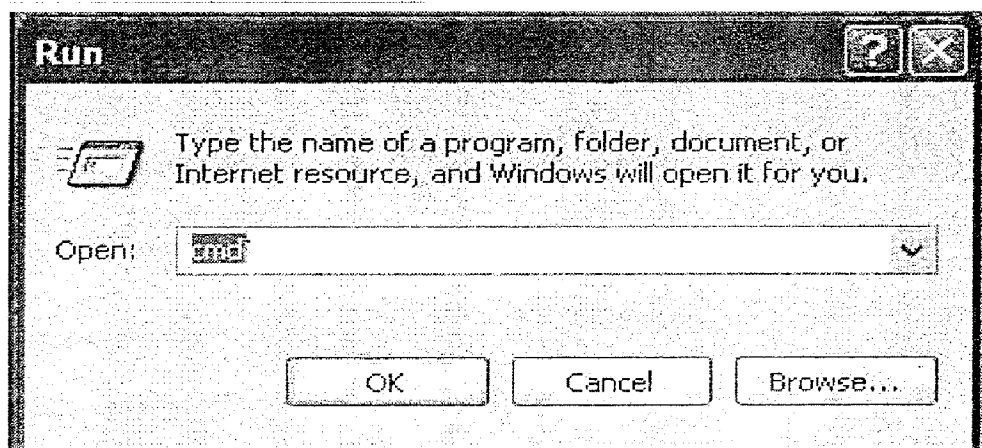 Run
Type the name of a program, folder, document, or
Internet resource, and Windows will open it for you.
Open: cmd
OK Cancel Browse...